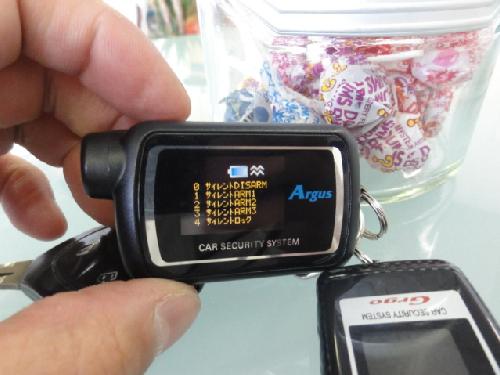 0 サイレントDISARM
1 サイレントARM1
2 サイレントARM2
3 サイレントARM3
4 サイレントロック
Argus
CAR SECURITY SYSTEM
Grgo
CAR SECURITY SYSTEM